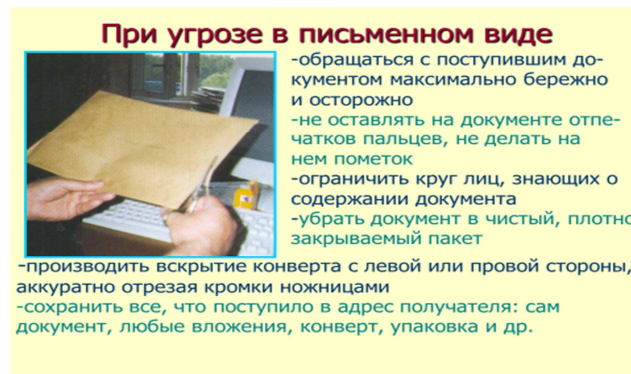 При угрозе в письменном виде
-обращаться с поступившим до-
кументом максимально бережно
и осторожно
-не оставлять на документе отпе-
чатков пальцев, не делать на
нем пометок
-ограничить круг лиц, знающих о
содержании документа
-убрать документ в чистый, плотно
закрываемый пакет
-производить вскрытие конверта с левой или провой стороны,
аккуратно отрезая кромки ножницами
-сохранить все, что поступило в адрес получателя: сам
документ, любые вложения, конверт, упаковка и др.